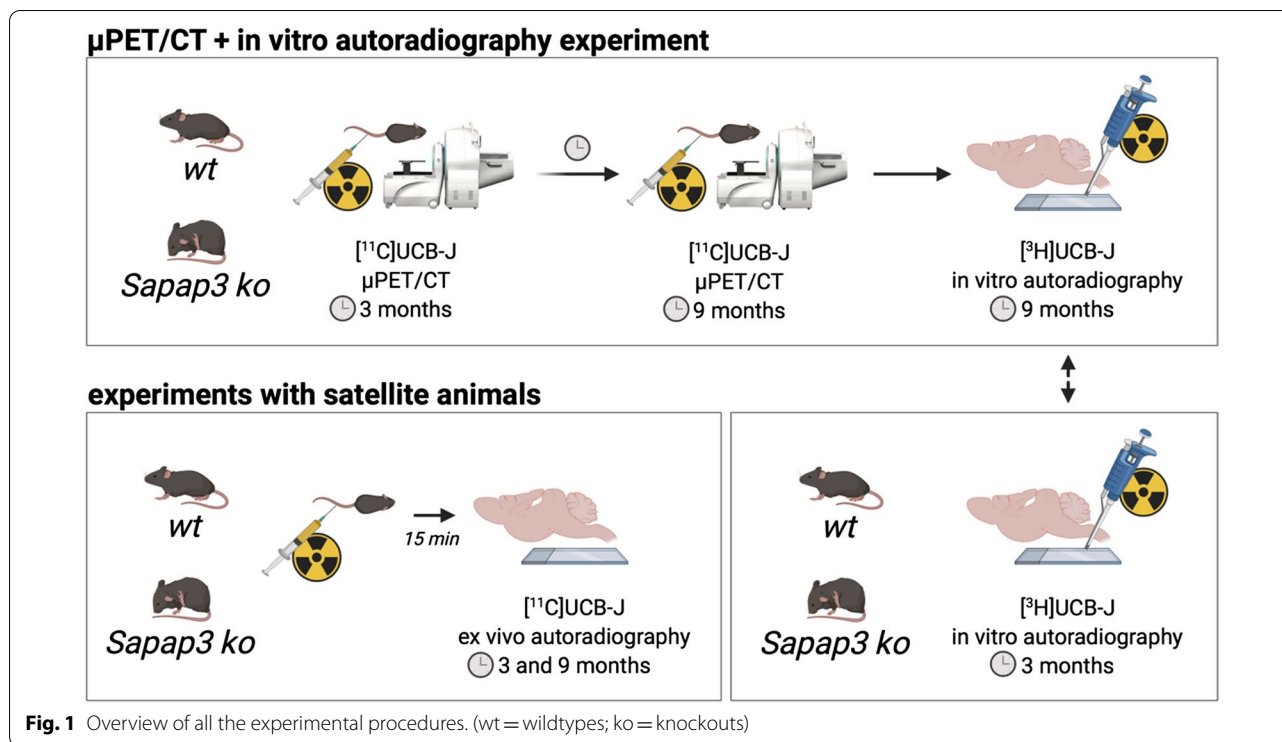 µPET/CT + in vitro autoradiography experiment
wt
Sapap3 ko
[¹¹C]UCB-J
µPET/CT
3 months
[¹¹C]UCB-J
µPET/CT
9 months
[³H]UCB-J
in vitro autoradiography
9 months
experiments with satellite animals
wt
Sapap3 ko
15 min
[¹¹C]UCB-J
ex vivo autoradiography
3 and 9 months
wt
Sapap3 ko
[³H]UCB-J
in vitro autoradiography
3 months
Fig. 1 Overview of all the experimental procedures. (wt = wildtypes; ko = knockouts)